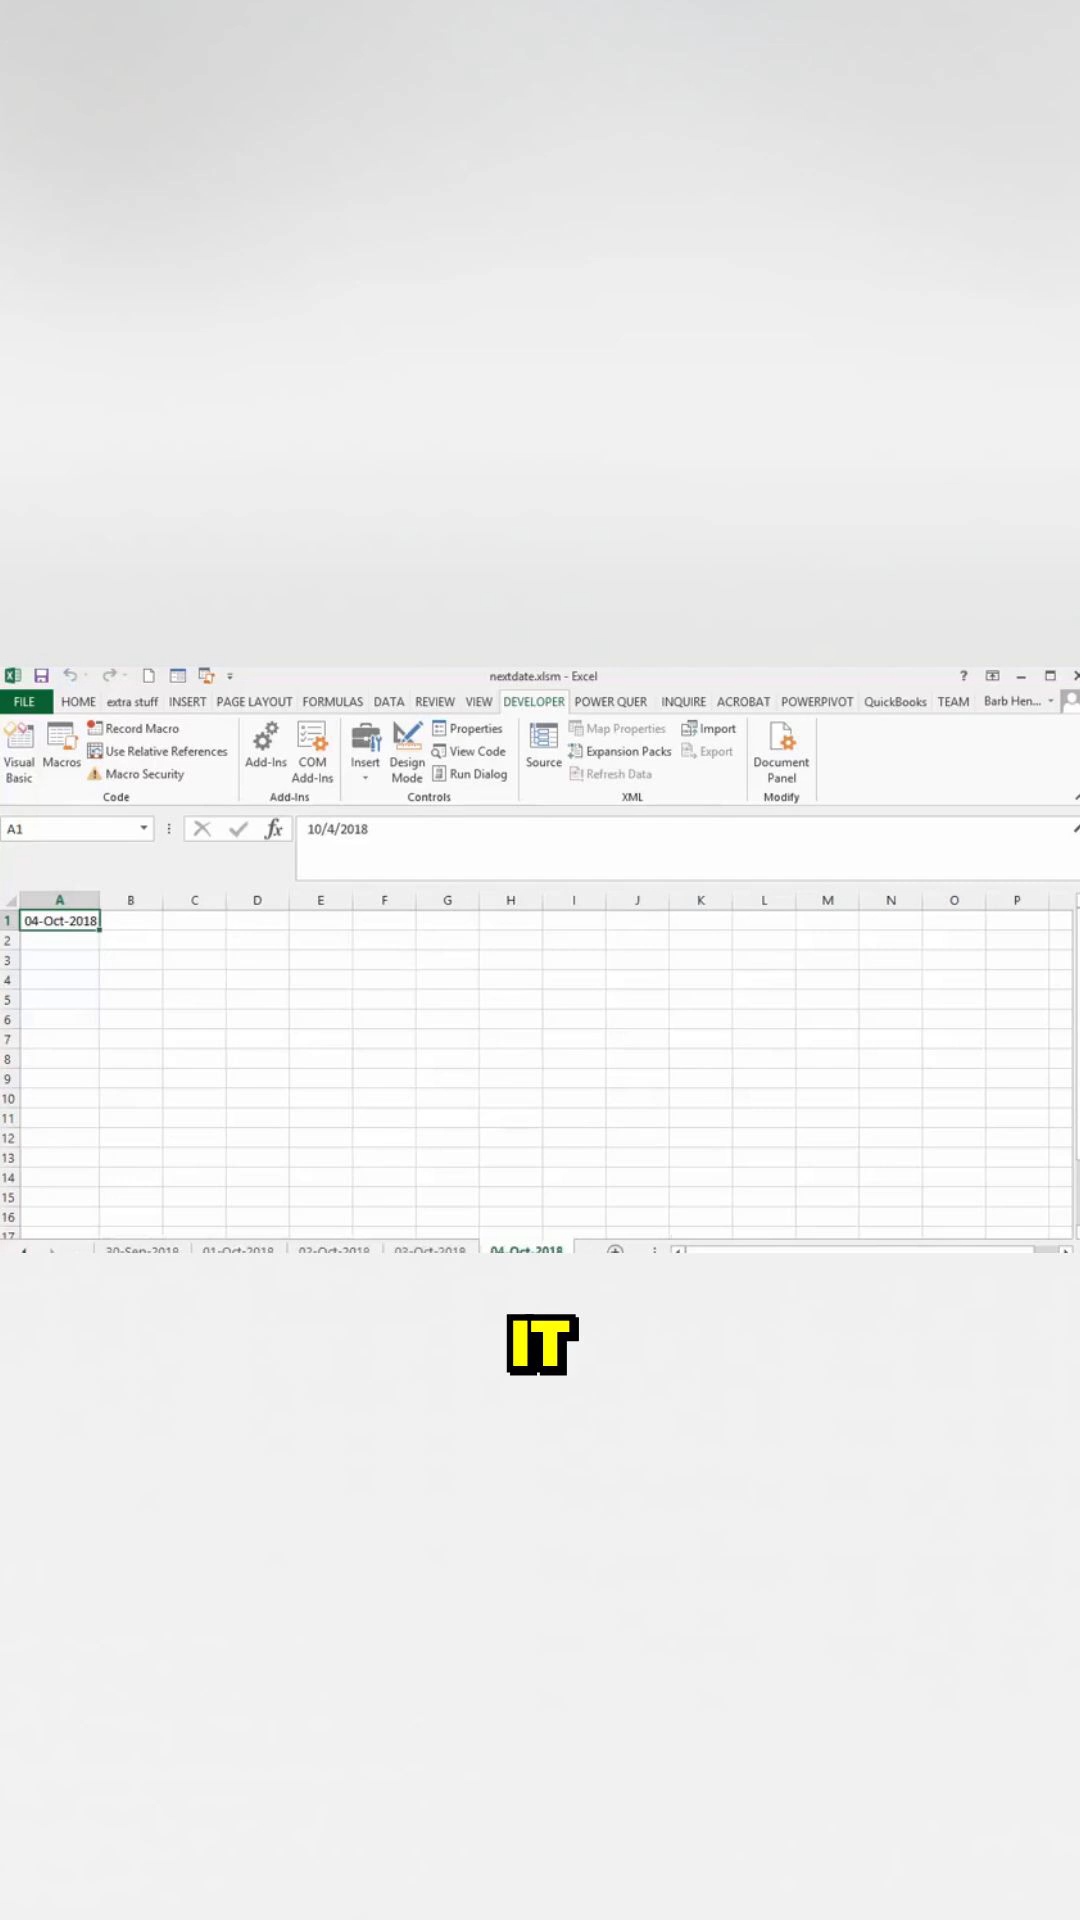 nextdate.xlsm - Excel
?
FILE HOME extra stuff INSERT PAGE LAYOUT FORMULAS DATA REVIEW VIEW DEVELOPER POWER QUER INQUIRE ACROBAT POWERPIVOT QuickBooks TEAM Barb Hen...
Visual Basic
Macros
Record Macro
Use Relative References
Macro Security
Code
Add-Ins
COM Add-Ins
Add-Ins
Insert
Design Mode
Properties
View Code
Run Dialog
Controls
Source
Map Properties
Expansion Packs
Refresh Data
Import
Export
XML
Document Panel
Modify
A1
fx
10/4/2018
A B C D E F G H I J K L M N O P
1 04-Oct-2018
2
3
4
5
6
7
8
9
10
11
12
13
14
15
16
17
30-Sep-2018 01-Oct-2018 02-Oct-2018 03-Oct-2018 04-Oct-2018
IT